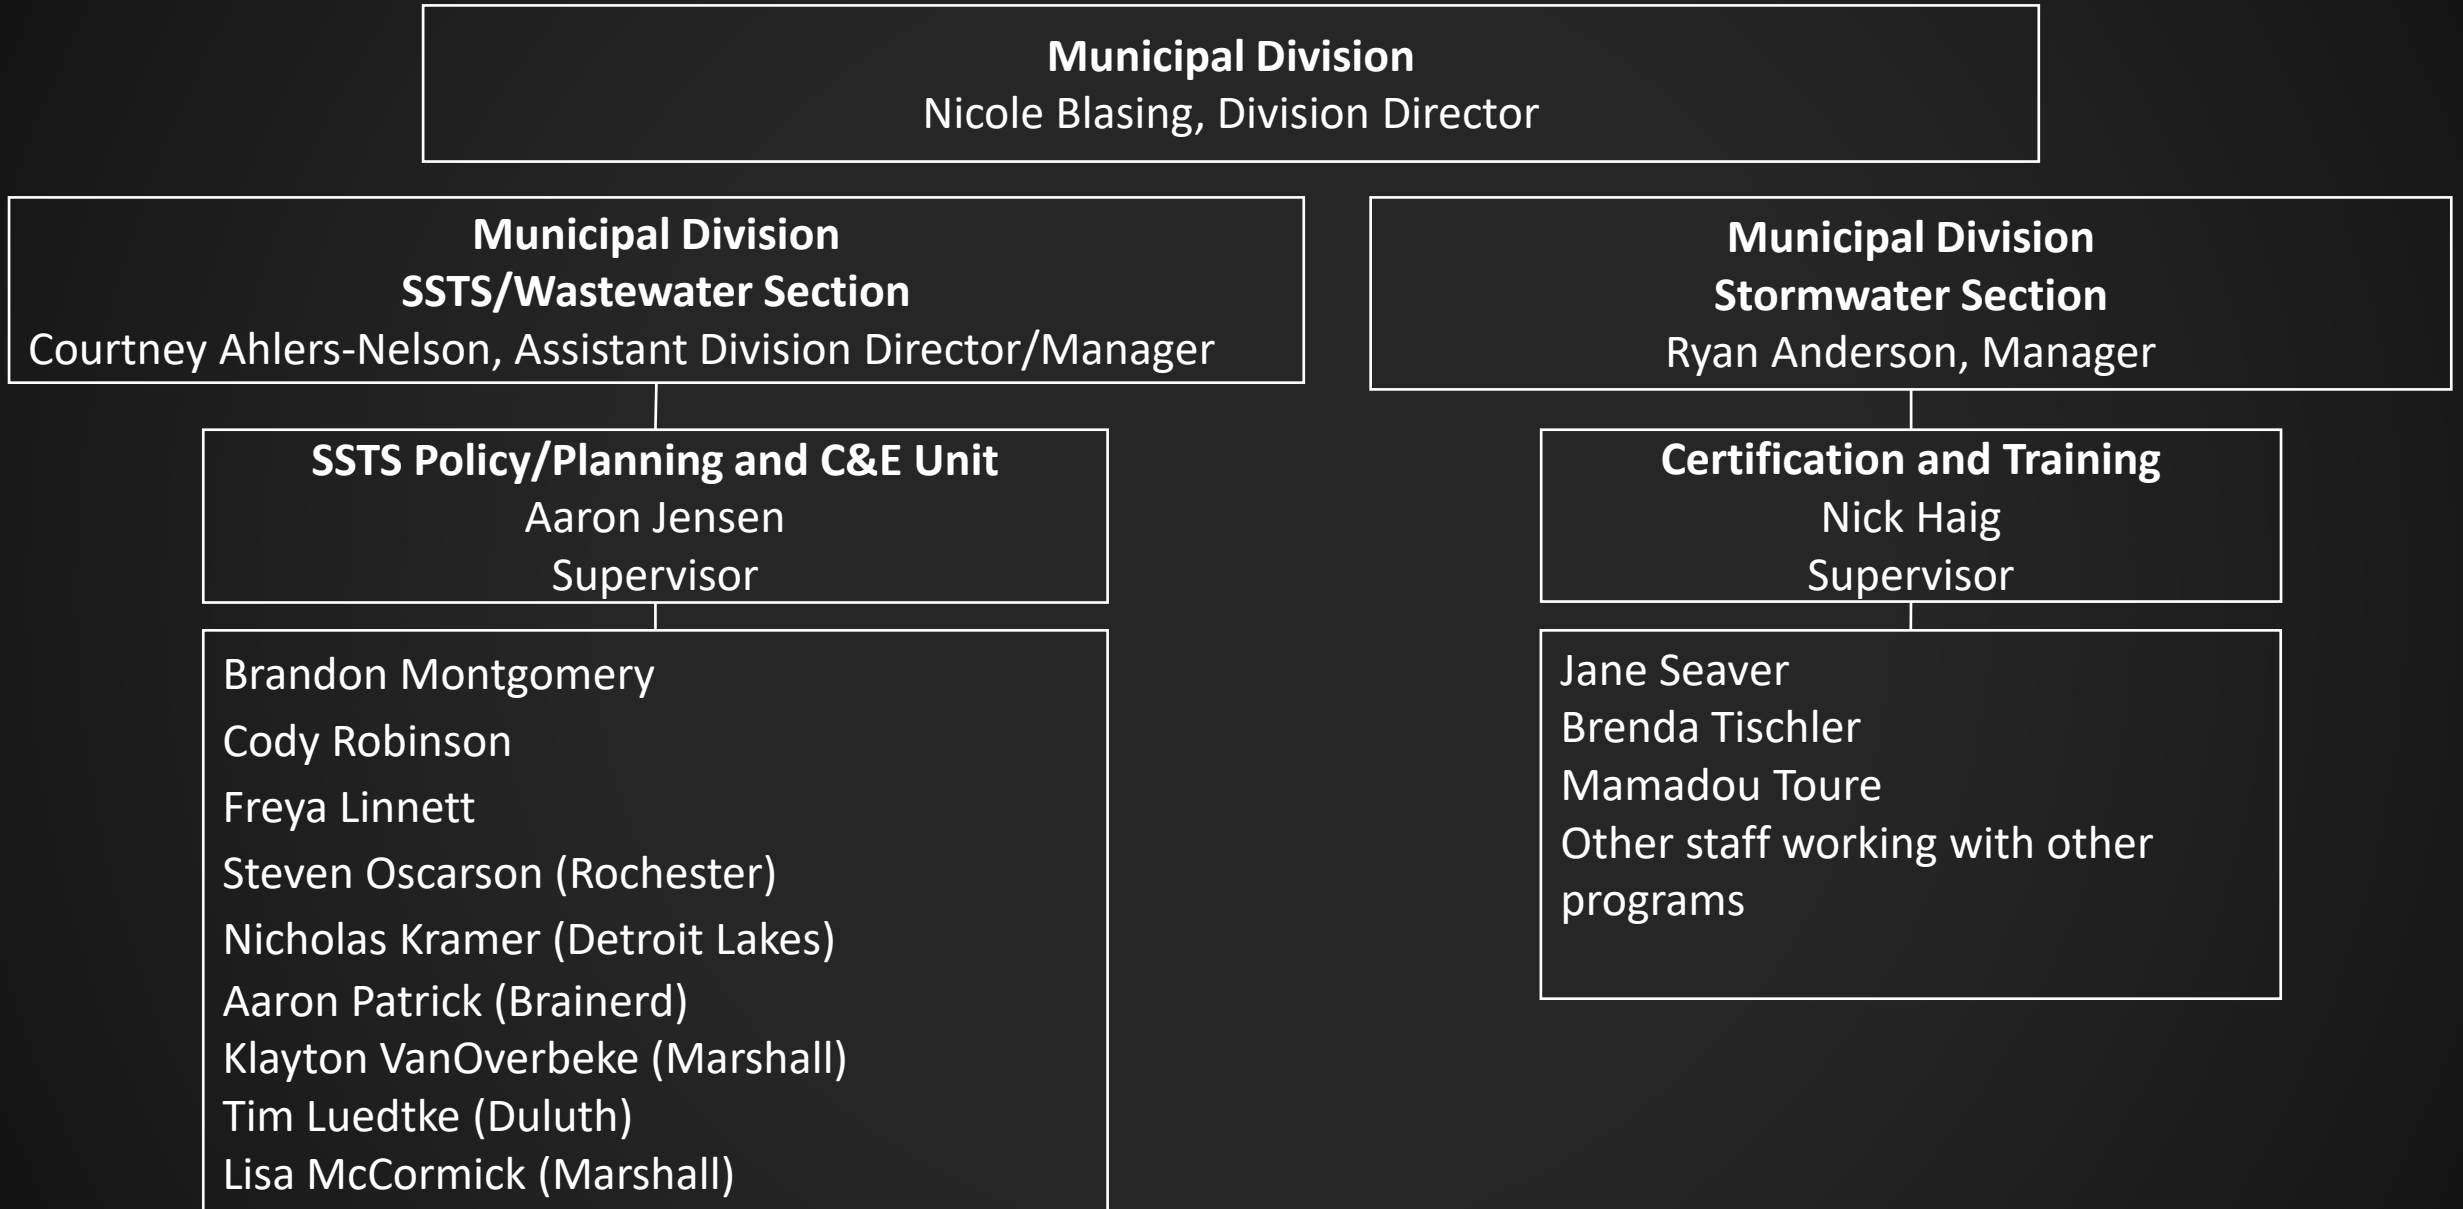 Municipal Division
Nicole Blasing, Division Director
Municipal Division
SSTS/Wastewater Section
Courtney Ahlers-Nelson, Assistant Division Director/Manager
Municipal Division
Stormwater Section
Ryan Anderson, Manager
SSTS Policy/Planning and C&E Unit
Aaron Jensen
Supervisor
Certification and Training
Nick Haig
Supervisor
Brandon Montgomery
Cody Robinson
Freya Linnett
Steven Oscarson (Rochester)
Nicholas Kramer (Detroit Lakes)
Aaron Patrick (Brainerd)
Klayton VanOverbeke (Marshall)
Tim Luedtke (Duluth)
Lisa McCormick (Marshall)
Jane Seaver
Brenda Tischler
Mamadou Toure
Other staff working with other
programs